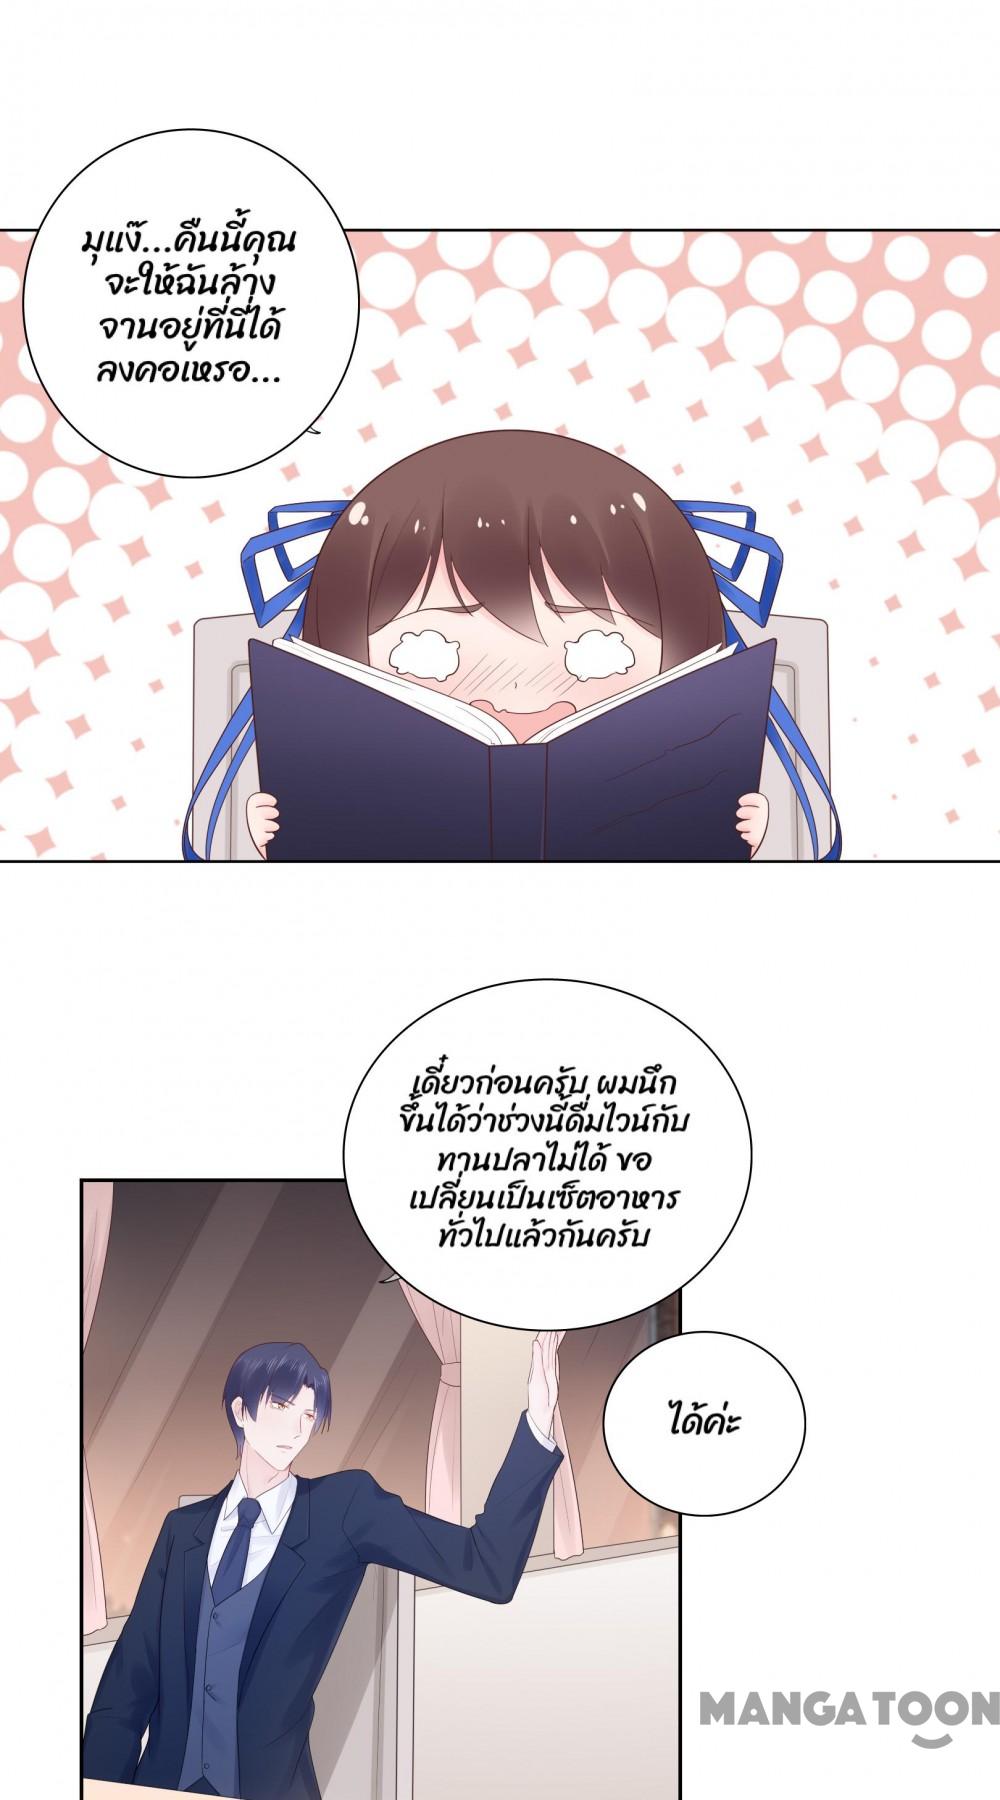 มุแง๊...คืนนี้คุณ
จะให้ฉันล้าง
จานอยู่ที่นี่ได้
ลงคอเหรอ...
เดี๋ยวก่อนครับ ผมนึก
ขึ้นได้ว่าช่วงนี้ดื่มไวน์กับ
ทานปลาไม่ได้ ขอ
เปลี่ยนเป็นเซ็ตอาหาร
ทั่วไปแล้วกันครับ
ได้ค่ะ
MANGATOON